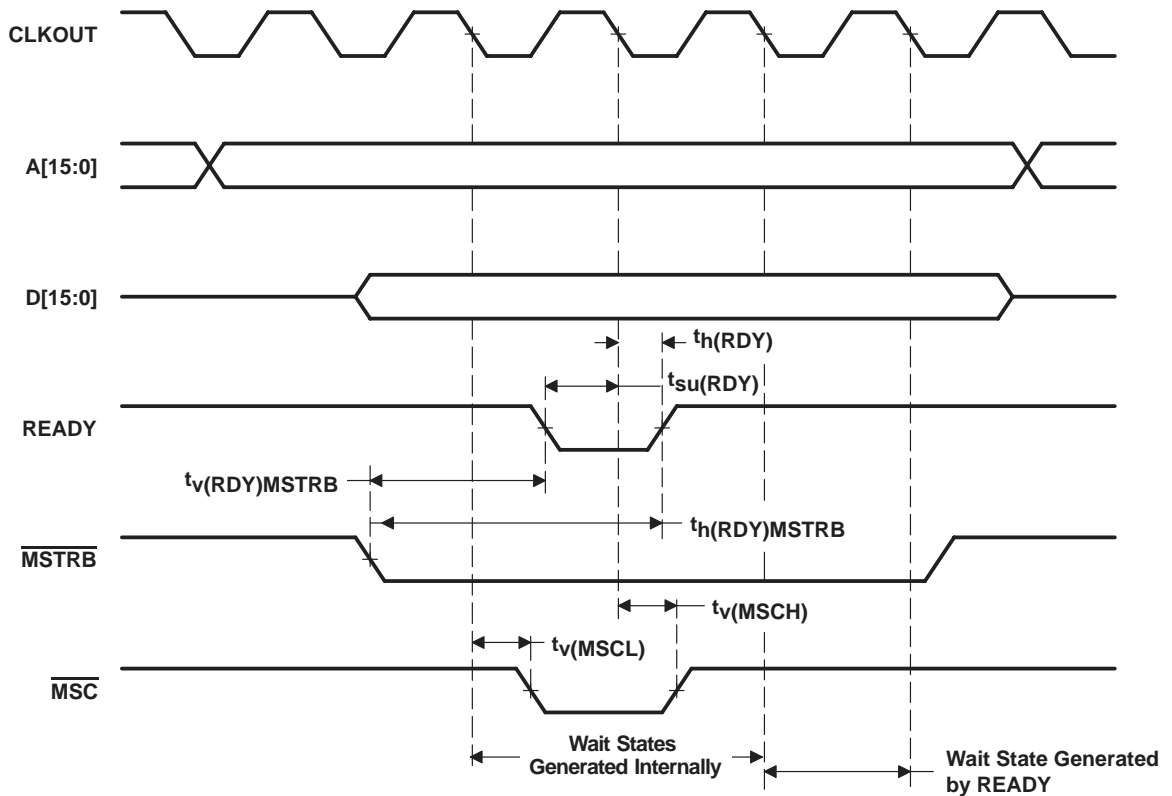 CLKOUT
A[15:0]
D[15:0]
th(RDY)
tsu(RDY)
READY
tv(RDY)MSTRB
th(RDY)MSTRB
MSTRB
tv(MSCH)
tv(MSCL)
MSC
Wait States
Generated Internally
Wait State Generated
by READY